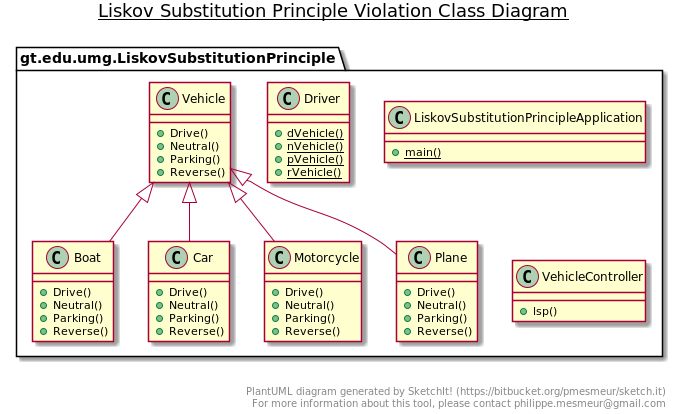 Liskov Substitution Principle Violation Class Diagram
gt.edu.umg.LiskovSubstitutionPrinciple
C Vehicle
Drive()
Neutral()
Parking()
Reverse()
C Driver
dVehicle()
nVehicle()
pVehicle()
rVehicle()
C LiskovSubstitutionPrincipleApplication
main()
C Boat
Drive()
Neutral()
Parking()
Reverse()
C Car
Drive()
Neutral()
Parking()
Reverse()
C Motorcycle
Drive()
Neutral()
Parking()
Reverse()
C Plane
Drive()
Neutral()
Parking()
Reverse()
C VehicleController
lsp()
PlantUML diagram generated by SketchIt! (https://bitbucket.org/pmesmeur/sketch.it)
For more information about this tool, please contact philippe.mesmeur@gmail.com